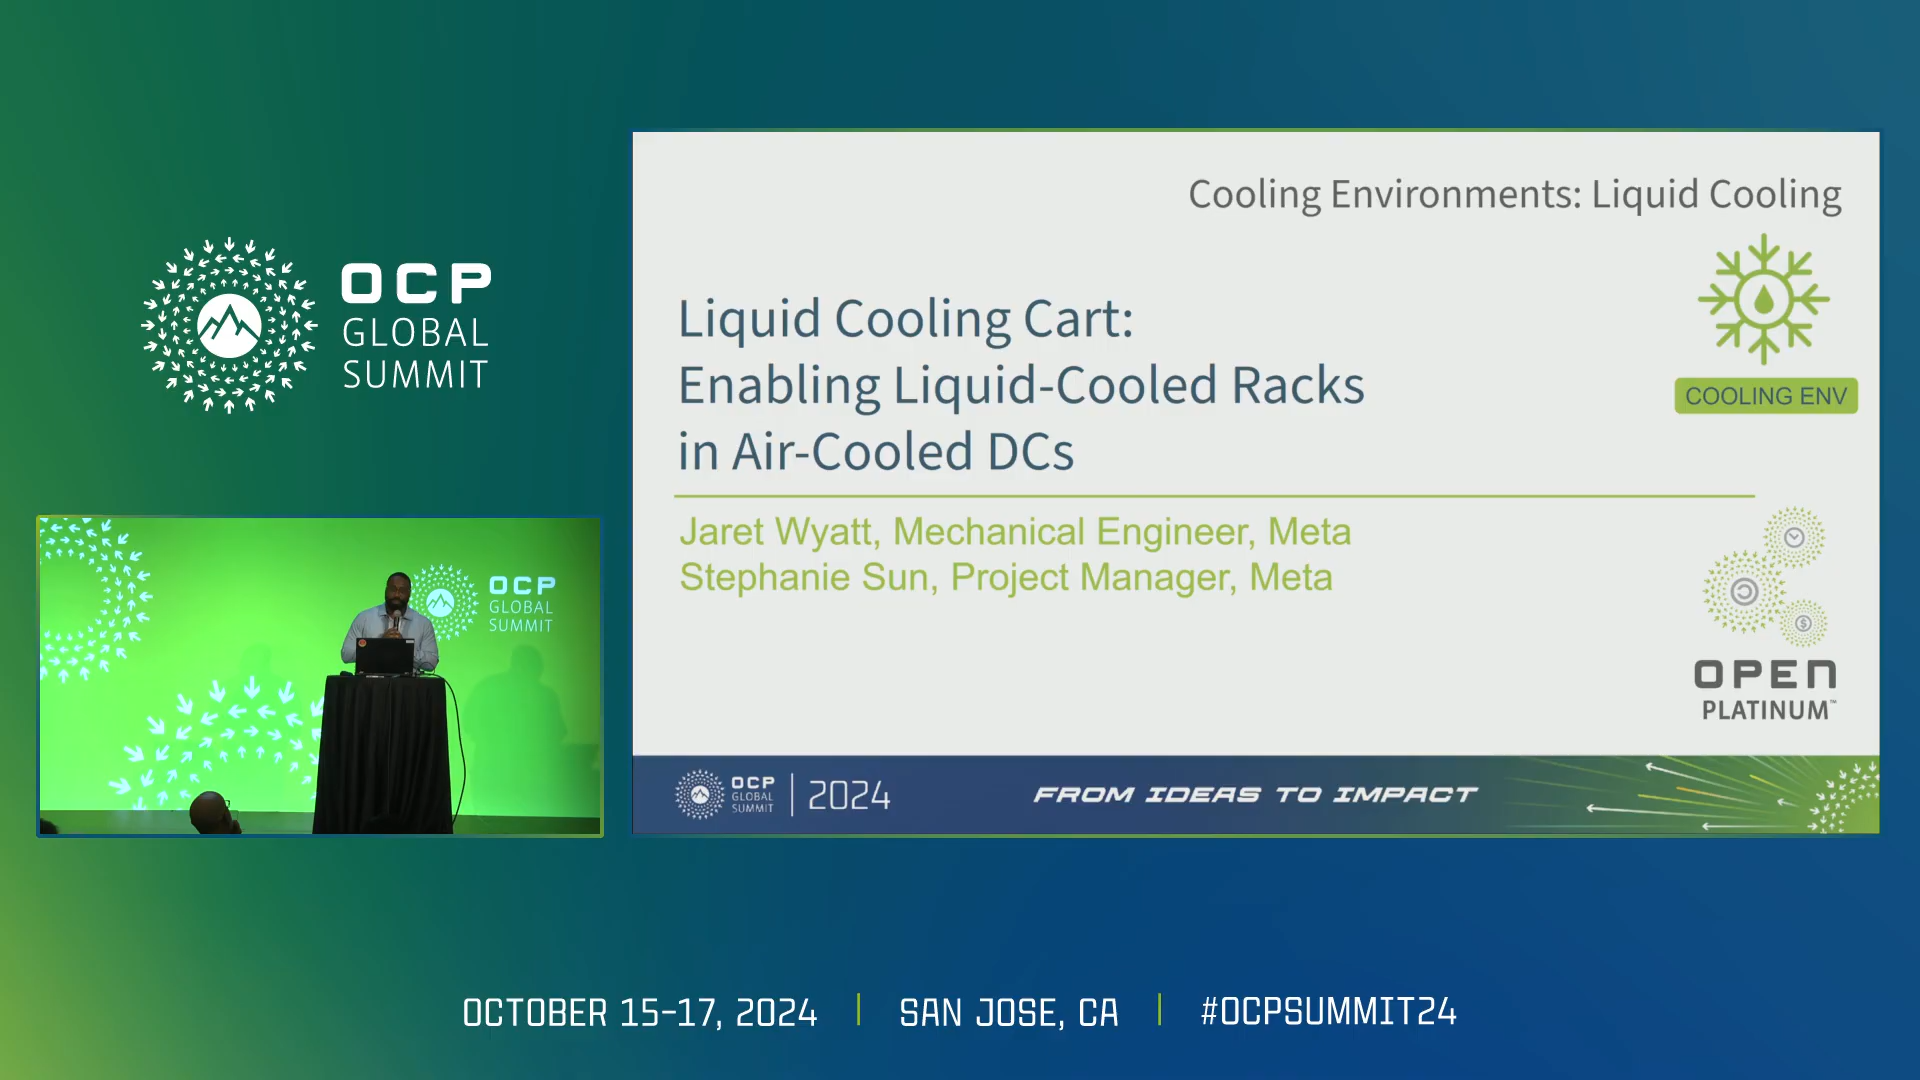 OCP
GLOBAL
SUMMIT
Cooling Environments: Liquid Cooling
Liquid Cooling Cart:
Enabling Liquid-Cooled Racks
in Air-Cooled DCs
COOLING ENV
Jaret Wyatt, Mechanical Engineer, Meta
Stephanie Sun, Project Manager, Meta
$
OPEN
PLATINUM™
OCP
GLOBAL
SUMMIT
2024
FROM IDEAS TO IMPACT
OCP
GLOBAL
SUMMIT
OCTOBER 15-17, 2024
SAN JOSE, CA
#OCPSUMMIT24